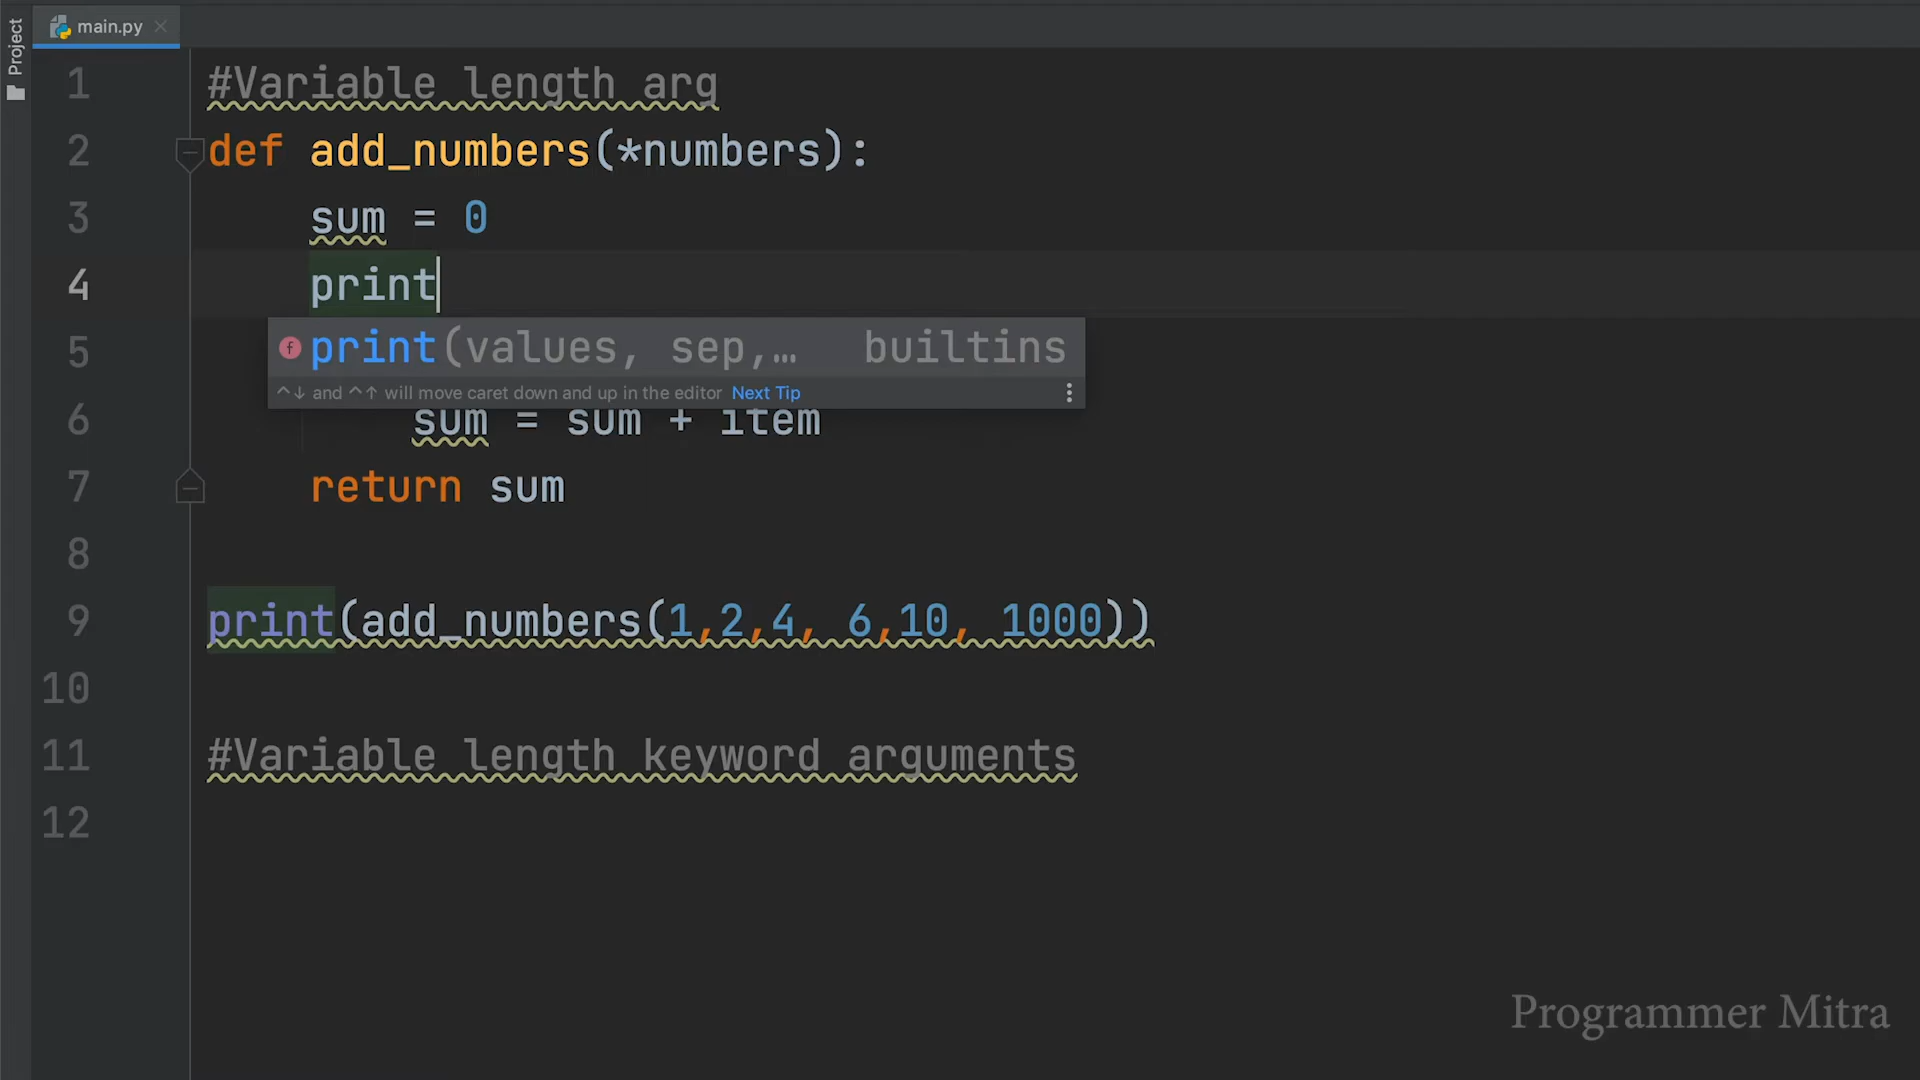 Project
main.py
1 #Variable length arg
2 def add_numbers(*numbers):
3 sum = 0
4 print
print(values, sep,… builtins
5
^↓ and ^↑ will move caret down and up in the editor Next Tip
6 sum = sum + item
7 return sum
8
9 print(add_numbers(1,2,4, 6,10, 1000))
10
11 #Variable length keyword arguments
12
Programmer Mitra